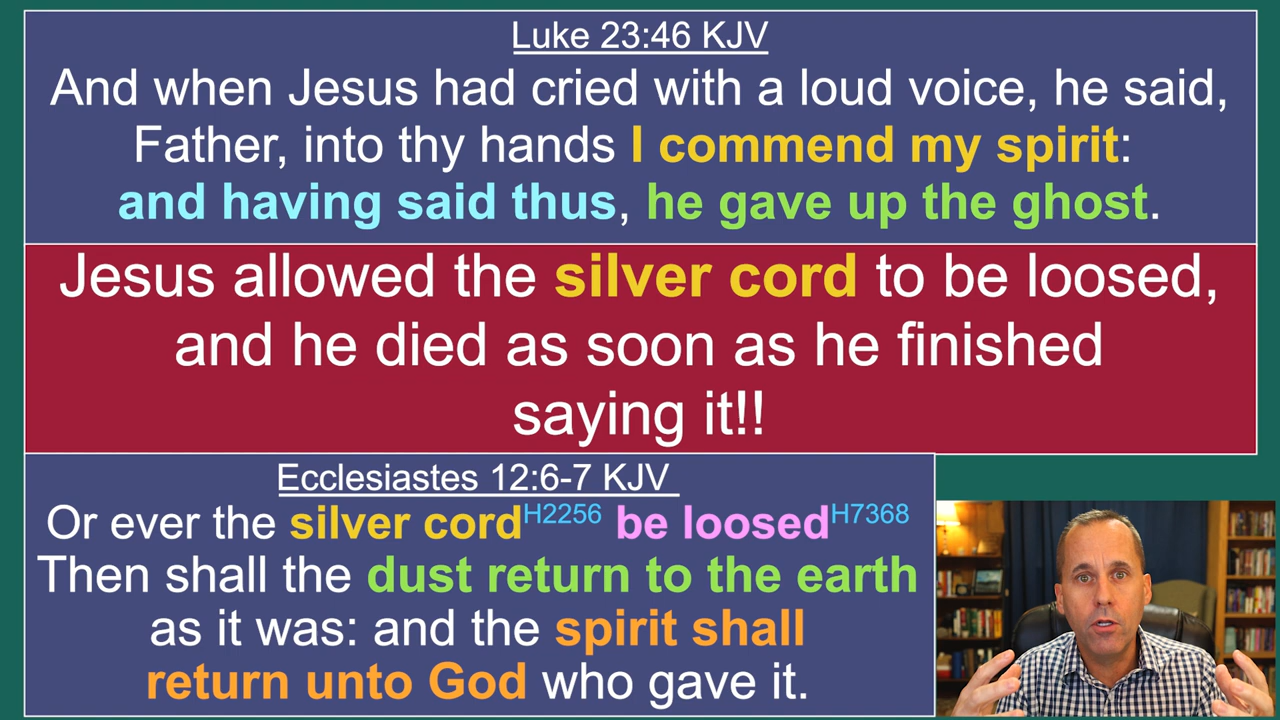 Luke 23:46 KJV
And when Jesus had cried with a loud voice, he said,
Father, into thy hands I commend my spirit:
and having said thus, he gave up the ghost.
Jesus allowed the silver cord to be loosed,
and he died as soon as he finished
saying it!!
Ecclesiastes 12:6-7 KJV
Or ever the silver cordH2256 be loosedH7368
Then shall the dust return to the earth
as it was: and the spirit shall
return unto God who gave it.